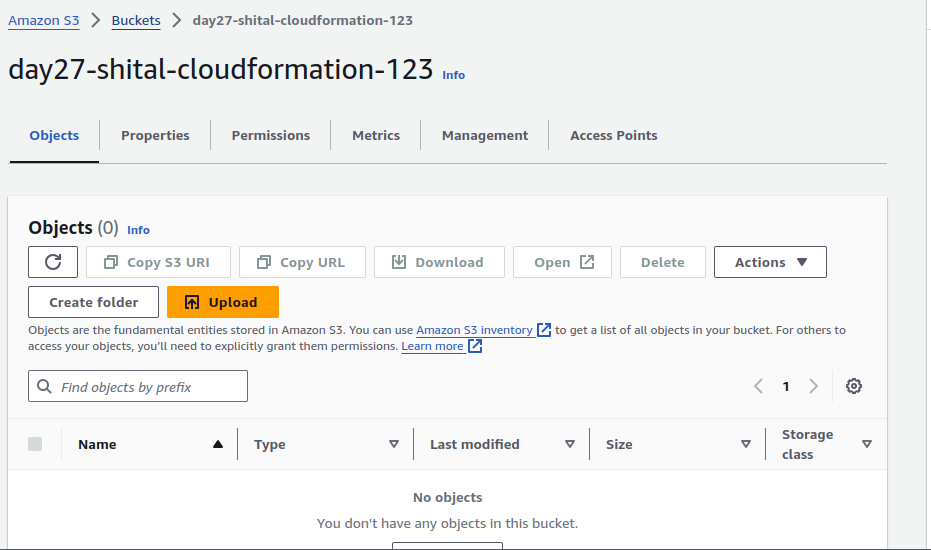 Amazon S3 > Buckets > day27-shital-cloudformation-123
day27-shital-cloudformation-123 Info
Objects Properties Permissions Metrics Management Access Points
Objects (0) Info
Copy S3 URI Copy URL Download Open Delete Actions
Create folder Upload
Objects are the fundamental entities stored in Amazon S3. You can use Amazon S3 inventory to get a list of all objects in your bucket. For others to
access your objects, you’ll need to explicitly grant them permissions. Learn more
Find objects by prefix
1
Name Type Last modified Size Storage
class
No objects
You don't have any objects in this bucket.